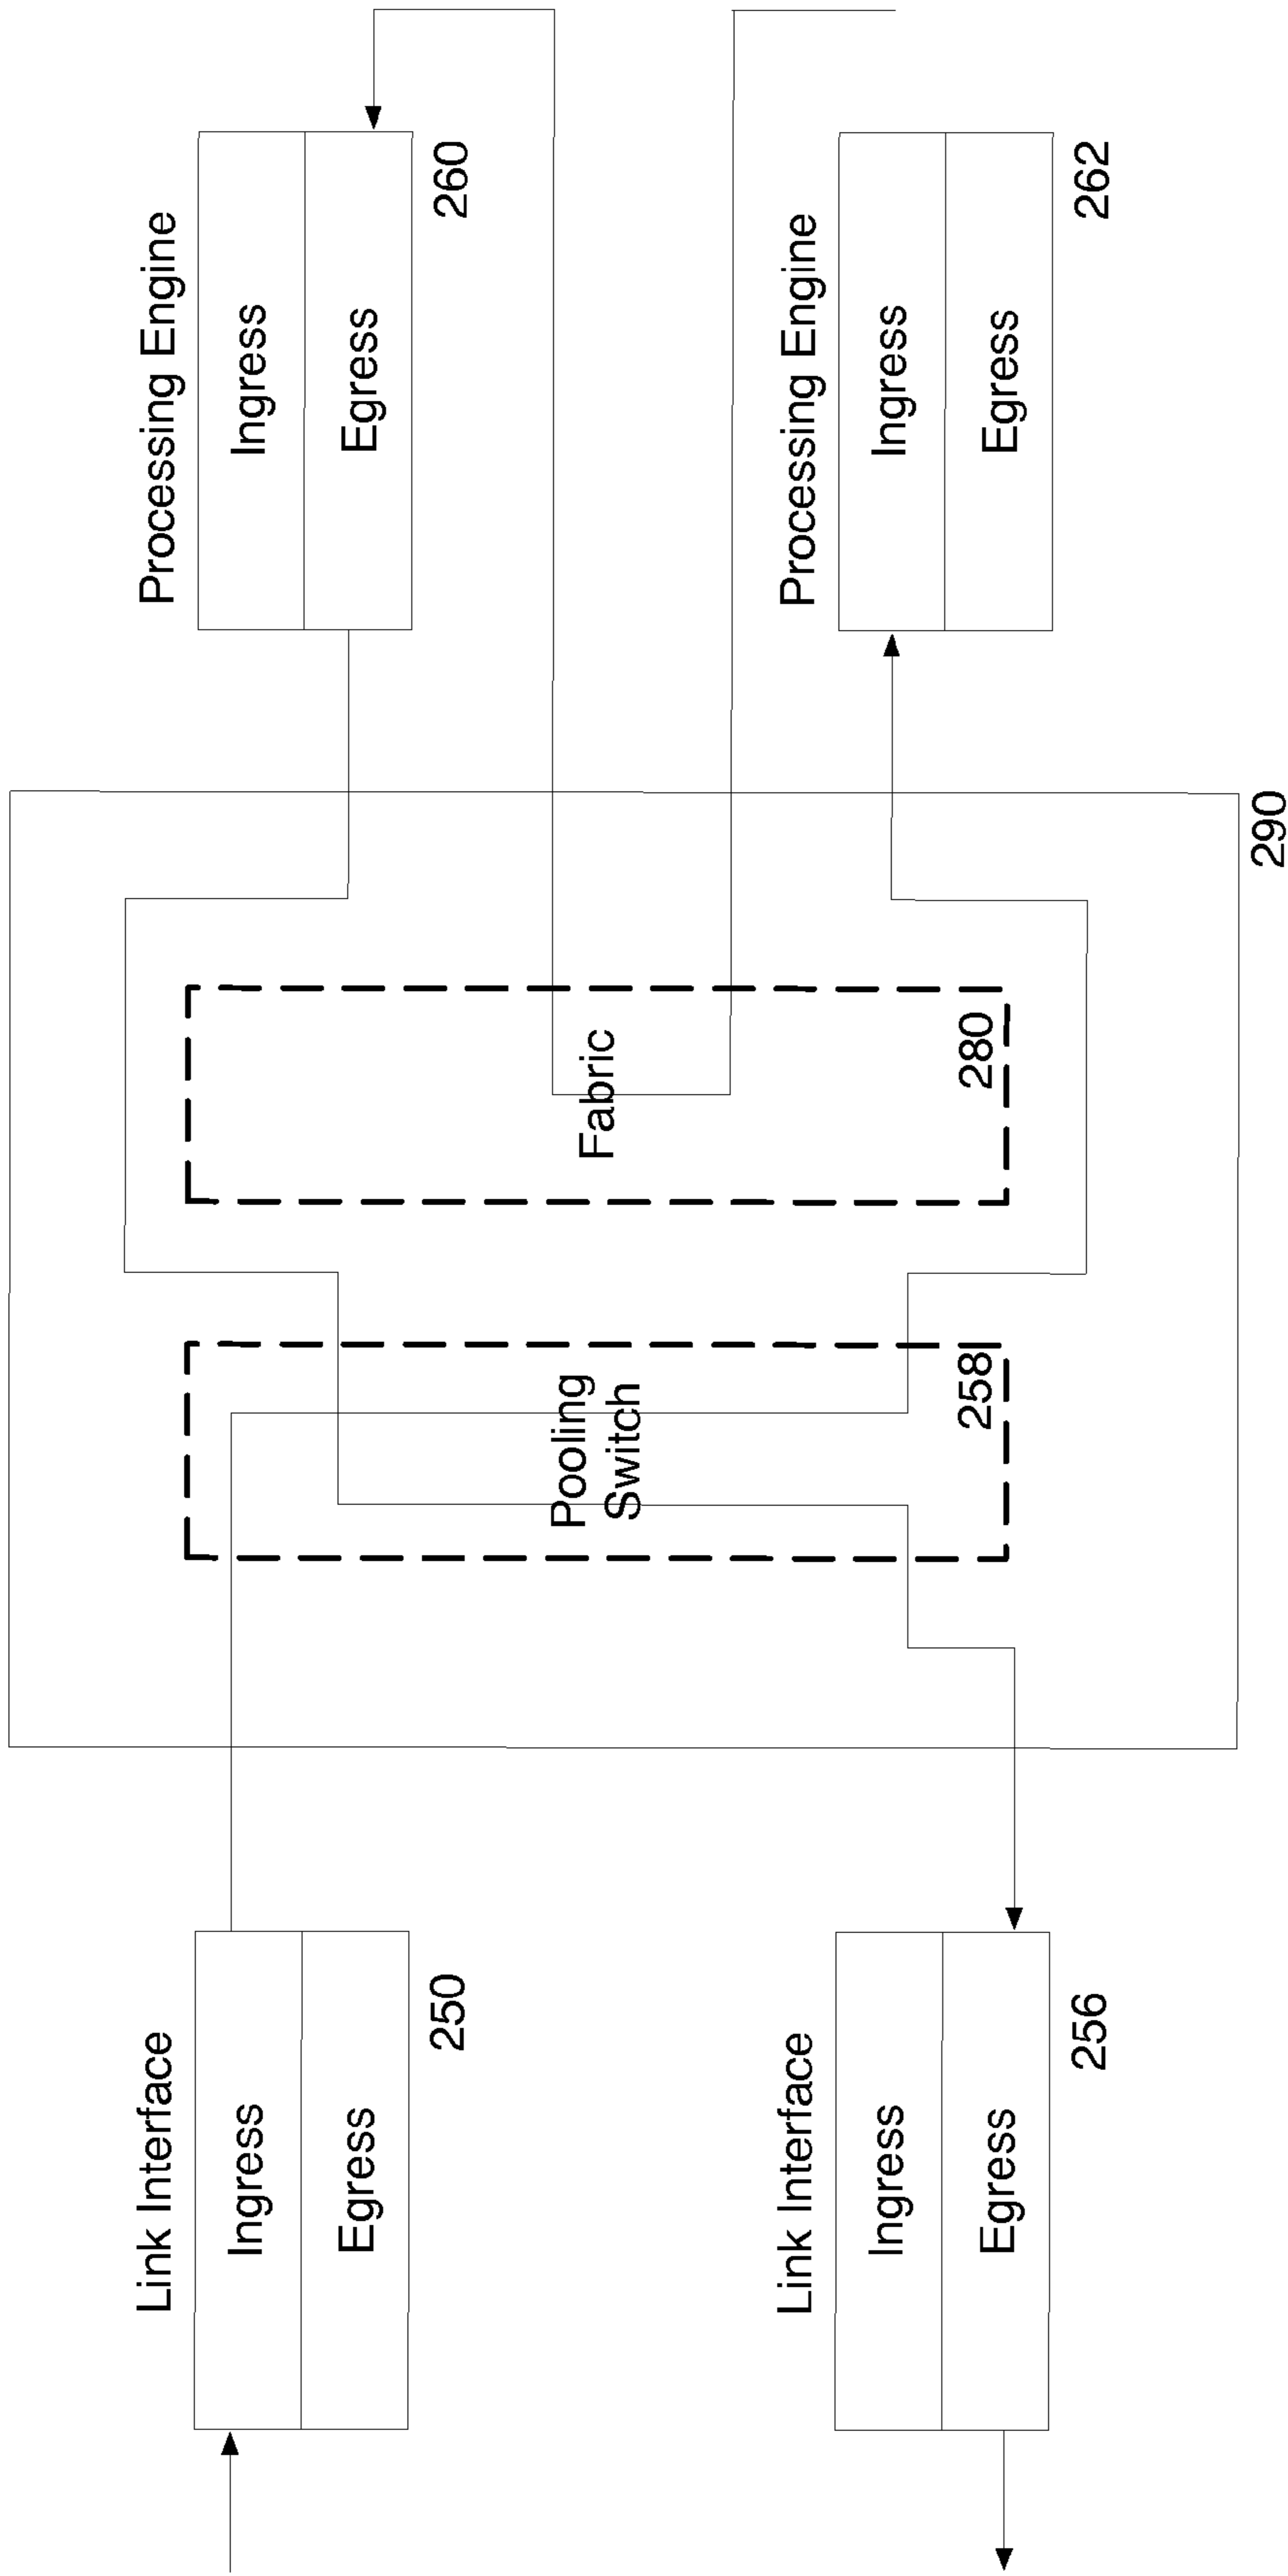 Link Interface
Ingress
Egress
250
Processing Engine
Ingress
Egress
260
Pooling
Switch
258
Fabric
280
Link Interface
Ingress
Egress
256
Processing Engine
Ingress
Egress
262
290